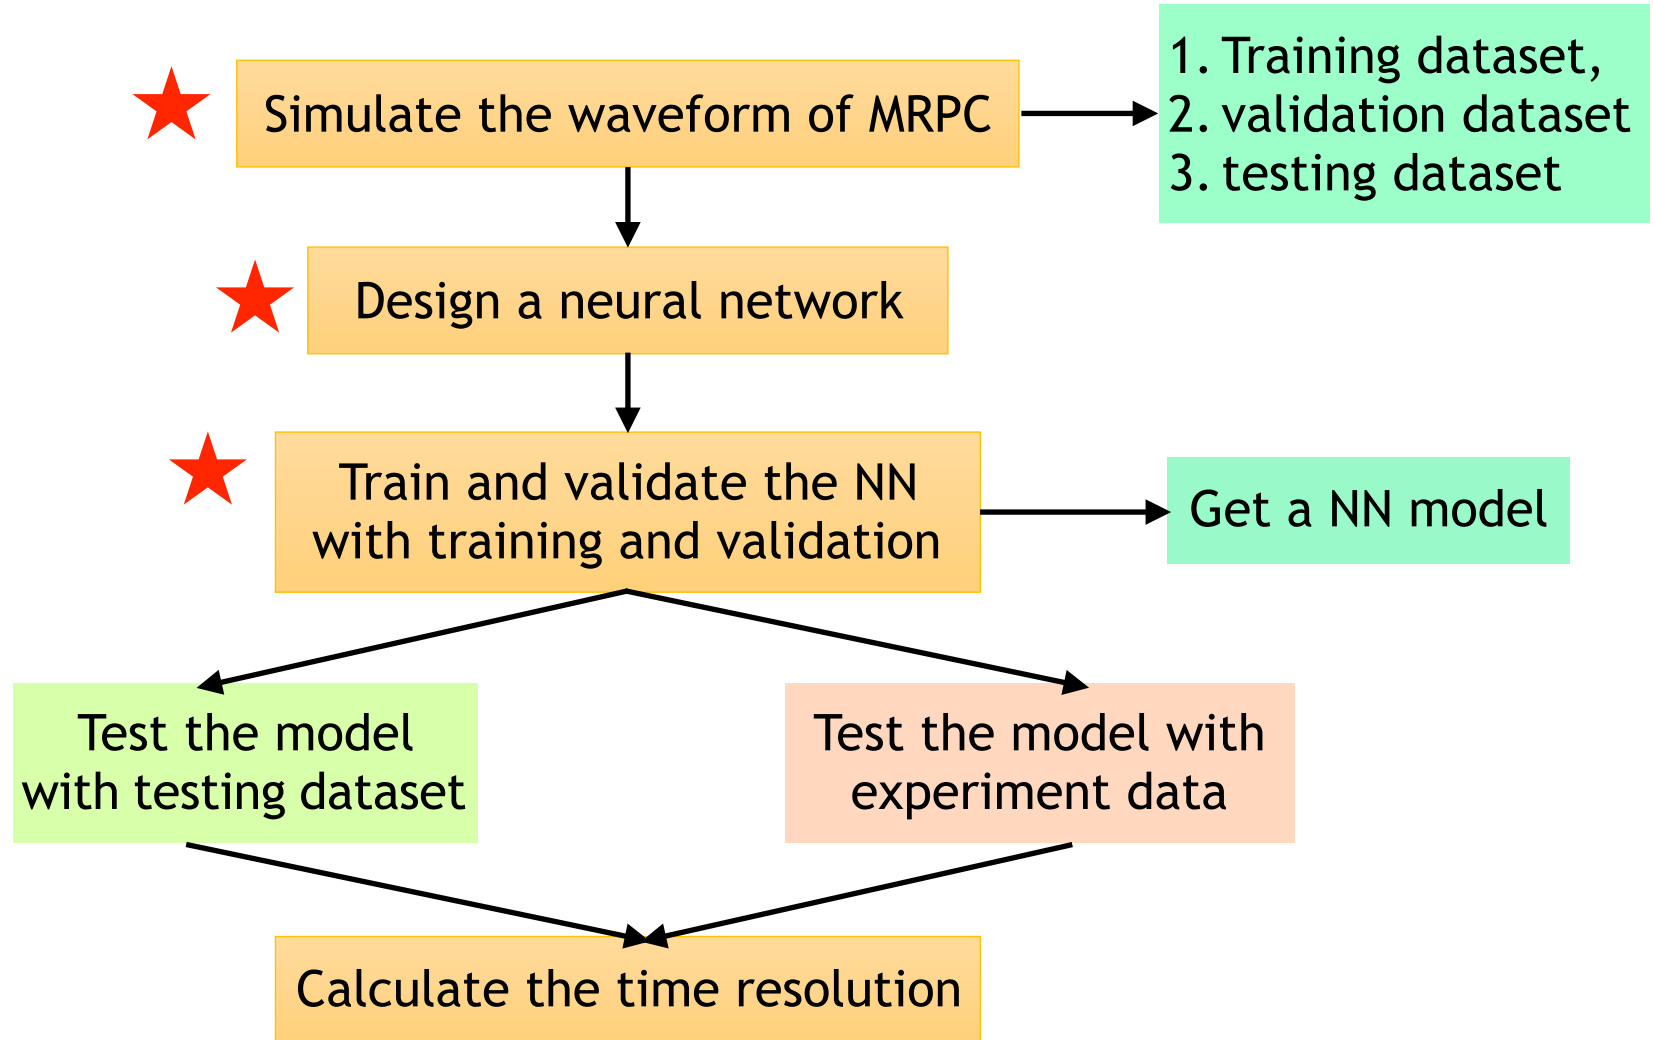 Simulate the waveform of MRPC
1. Training dataset,
2. validation dataset
3. testing dataset
Design a neural network
Train and validate the NN
with training and validation
Get a NN model
Test the model
with testing dataset
Test the model with
experiment data
Calculate the time resolution